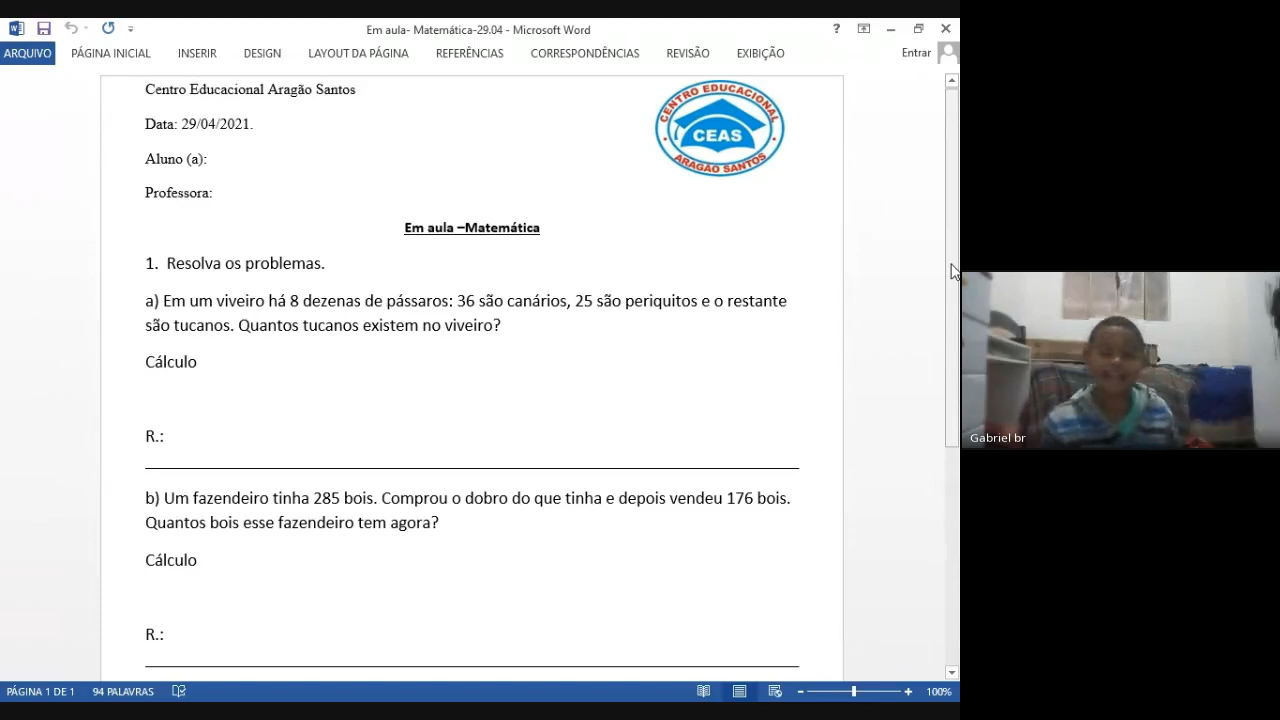 Em aula- Matemática-29.04 - Microsoft Word
?
ARQUIVO PÁGINA INICIAL INSERIR DESIGN LAYOUT DA PÁGINA REFERÊNCIAS CORRESPONDÊNCIAS REVISÃO EXIBIÇÃO Entrar
Centro Educacional Aragão Santos
CENTRO EDUCACIONAL
CEAS
ARAGÃO SANTOS
Data: 29/04/2021.
Aluno (a):
Professora:
Em aula –Matemática
1. Resolva os problemas.
a) Em um viveiro há 8 dezenas de pássaros: 36 são canários, 25 são periquitos e o restante
são tucanos. Quantos tucanos existem no viveiro?
Cálculo
R.:
b) Um fazendeiro tinha 285 bois. Comprou o dobro do que tinha e depois vendeu 176 bois.
Quantos bois esse fazendeiro tem agora?
Cálculo
R.:
Gabriel br
PÁGINA 1 DE 1 94 PALAVRAS 100%